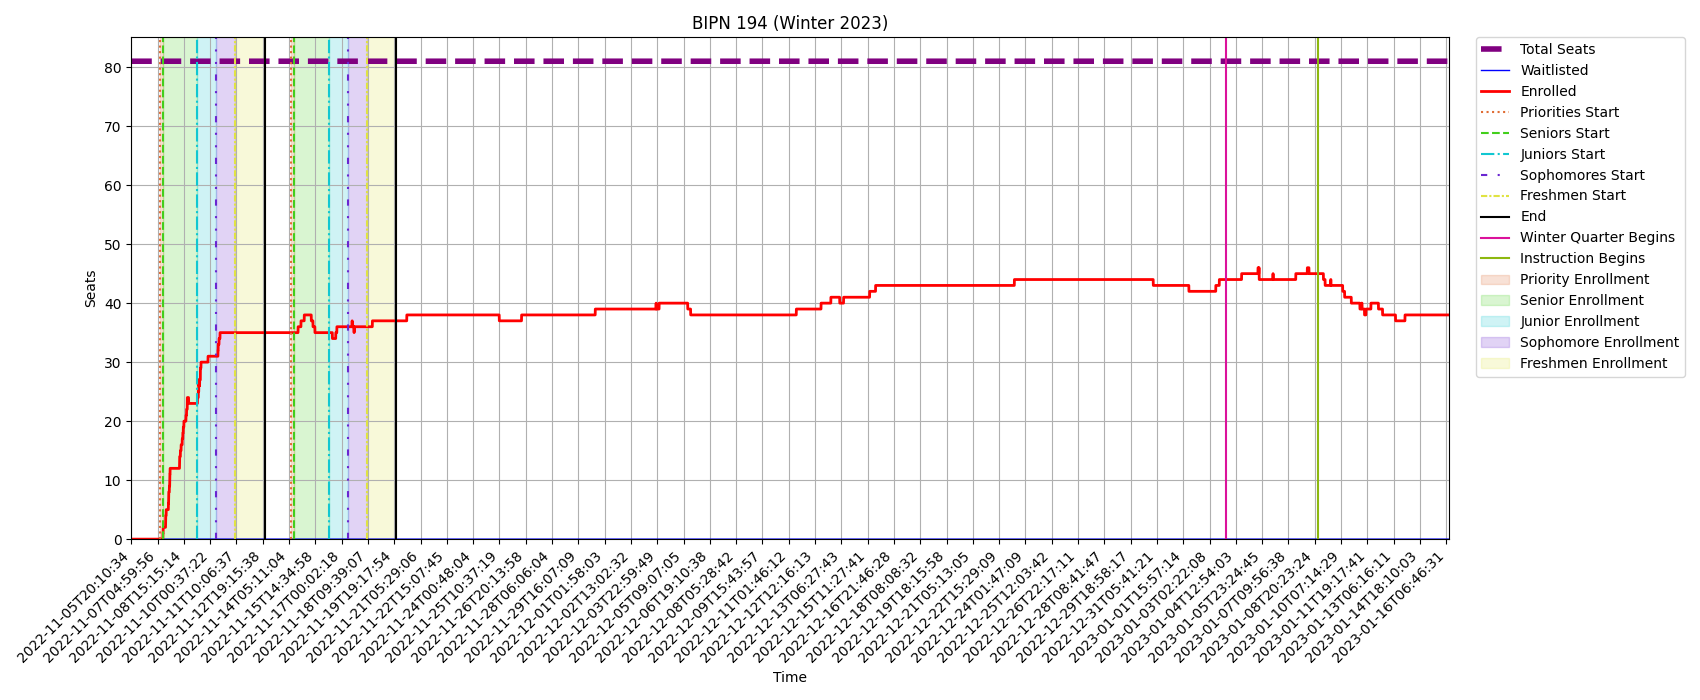 BIPN 194 (Winter 2023)
Total Seats
Waitlisted
Enrolled
Priorities Start
Seniors Start
Juniors Start
Sophomores Start
Freshmen Start
End
Winter Quarter Begins
Instruction Begins
Priority Enrollment
Senior Enrollment
Junior Enrollment
Sophomore Enrollment
Freshmen Enrollment
Seats
80
70
60
50
40
30
20
10
0
2022-11-05T20:10:34
2022-11-07T04:59:56
2022-11-08T15:15:14
2022-11-10T00:37:22
2022-11-11T10:06:37
2022-11-12T19:15:38
2022-11-14T05:11:04
2022-11-15T14:34:58
2022-11-17T00:02:18
2022-11-18T09:39:07
2022-11-19T19:17:54
2022-11-21T05:29:06
2022-11-22T15:07:45
2022-11-24T00:48:04
2022-11-25T10:37:19
2022-11-26T20:13:58
2022-11-28T06:06:04
2022-11-29T16:07:09
2022-12-01T01:58:03
2022-12-02T13:02:32
2022-12-03T22:59:49
2022-12-05T09:07:05
2022-12-06T19:10:38
2022-12-08T05:28:42
2022-12-09T15:43:57
2022-12-11T01:46:12
2022-12-12T12:16:13
2022-12-13T06:27:43
2022-12-15T11:27:41
2022-12-16T21:46:28
2022-12-18T08:08:32
2022-12-19T18:15:58
2022-12-21T05:13:05
2022-12-22T15:29:09
2022-12-24T01:47:09
2022-12-25T12:03:42
2022-12-26T22:17:11
2022-12-28T08:41:47
2022-12-29T18:58:17
2022-12-31T05:41:21
2023-01-01T15:57:14
2023-01-03T02:22:08
2023-01-04T12:54:03
2023-01-05T23:24:45
2023-01-07T09:56:38
2023-01-08T20:23:24
2023-01-10T07:14:29
2023-01-11T19:17:41
2023-01-13T06:16:11
2023-01-14T18:10:03
2023-01-16T06:46:31
Time